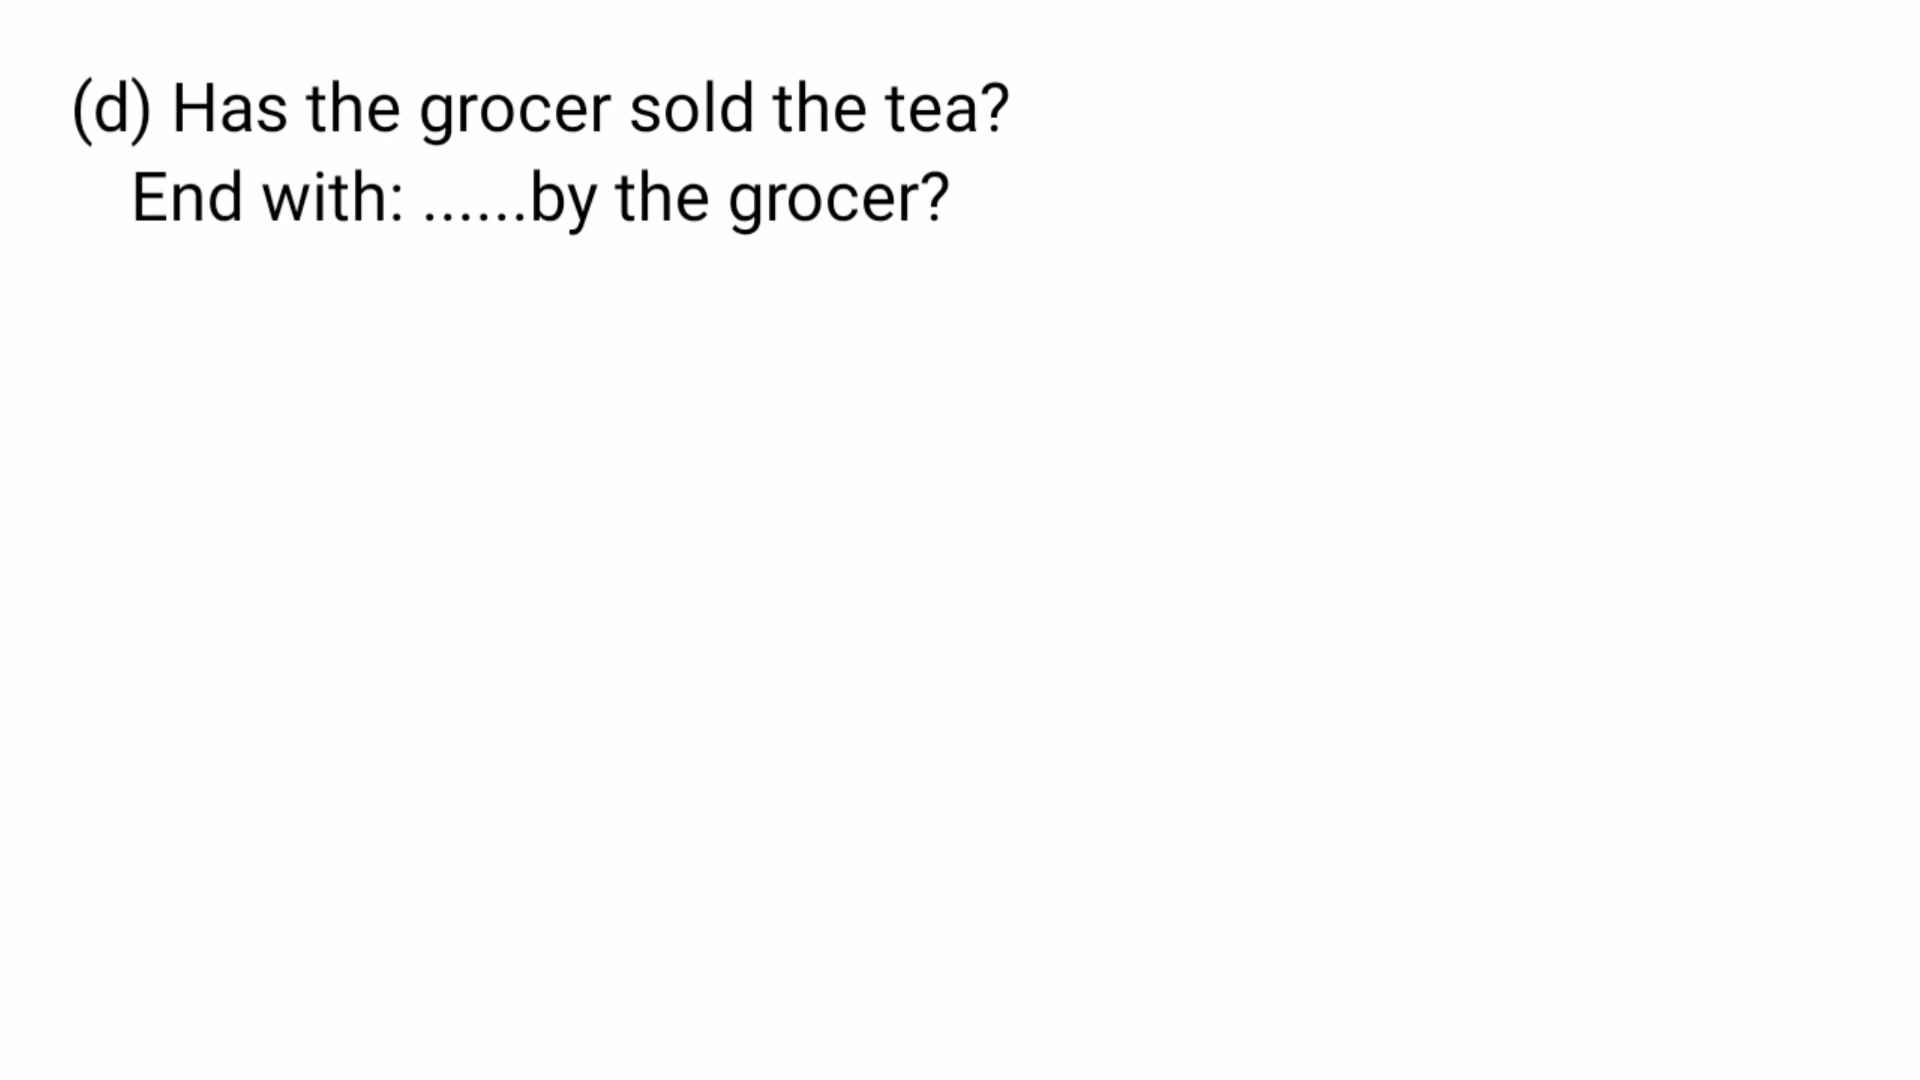 (d) Has the grocer sold the tea?
End with: ......by the grocer?